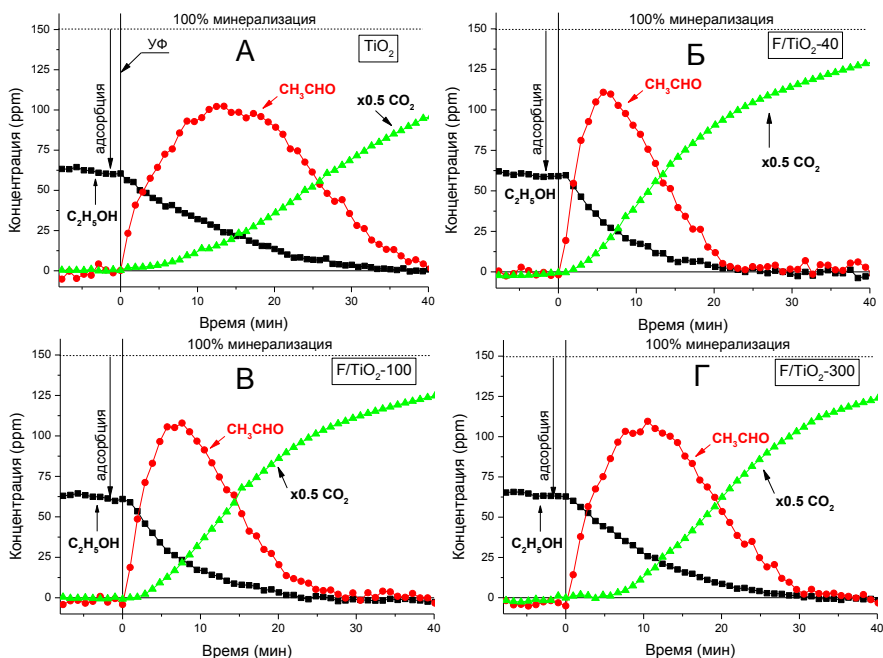 100% минерализация
150
125
100
75
50
25
0
Концентрация (ppm)
адсорбция
УФ
А
TiO2
CH3CHO
x0.5 CO2
C2H5OH
0
10
20
30
40
Время (мин)
100% минерализация
150
125
100
75
50
25
0
Концентрация (ppm)
адсорбция
Б
F/TiO2-40
CH3CHO
x0.5 CO2
C2H5OH
0
10
20
30
40
Время (мин)
100% минерализация
150
125
100
75
50
25
0
Концентрация (ppm)
адсорбция
В
F/TiO2-100
CH3CHO
x0.5 CO2
C2H5OH
0
10
20
30
40
Время (мин)
100% минерализация
150
125
100
75
50
25
0
Концентрация (ppm)
адсорбция
Г
F/TiO2-300
CH3CHO
x0.5 CO2
C2H5OH
0
10
20
30
40
Время (мин)